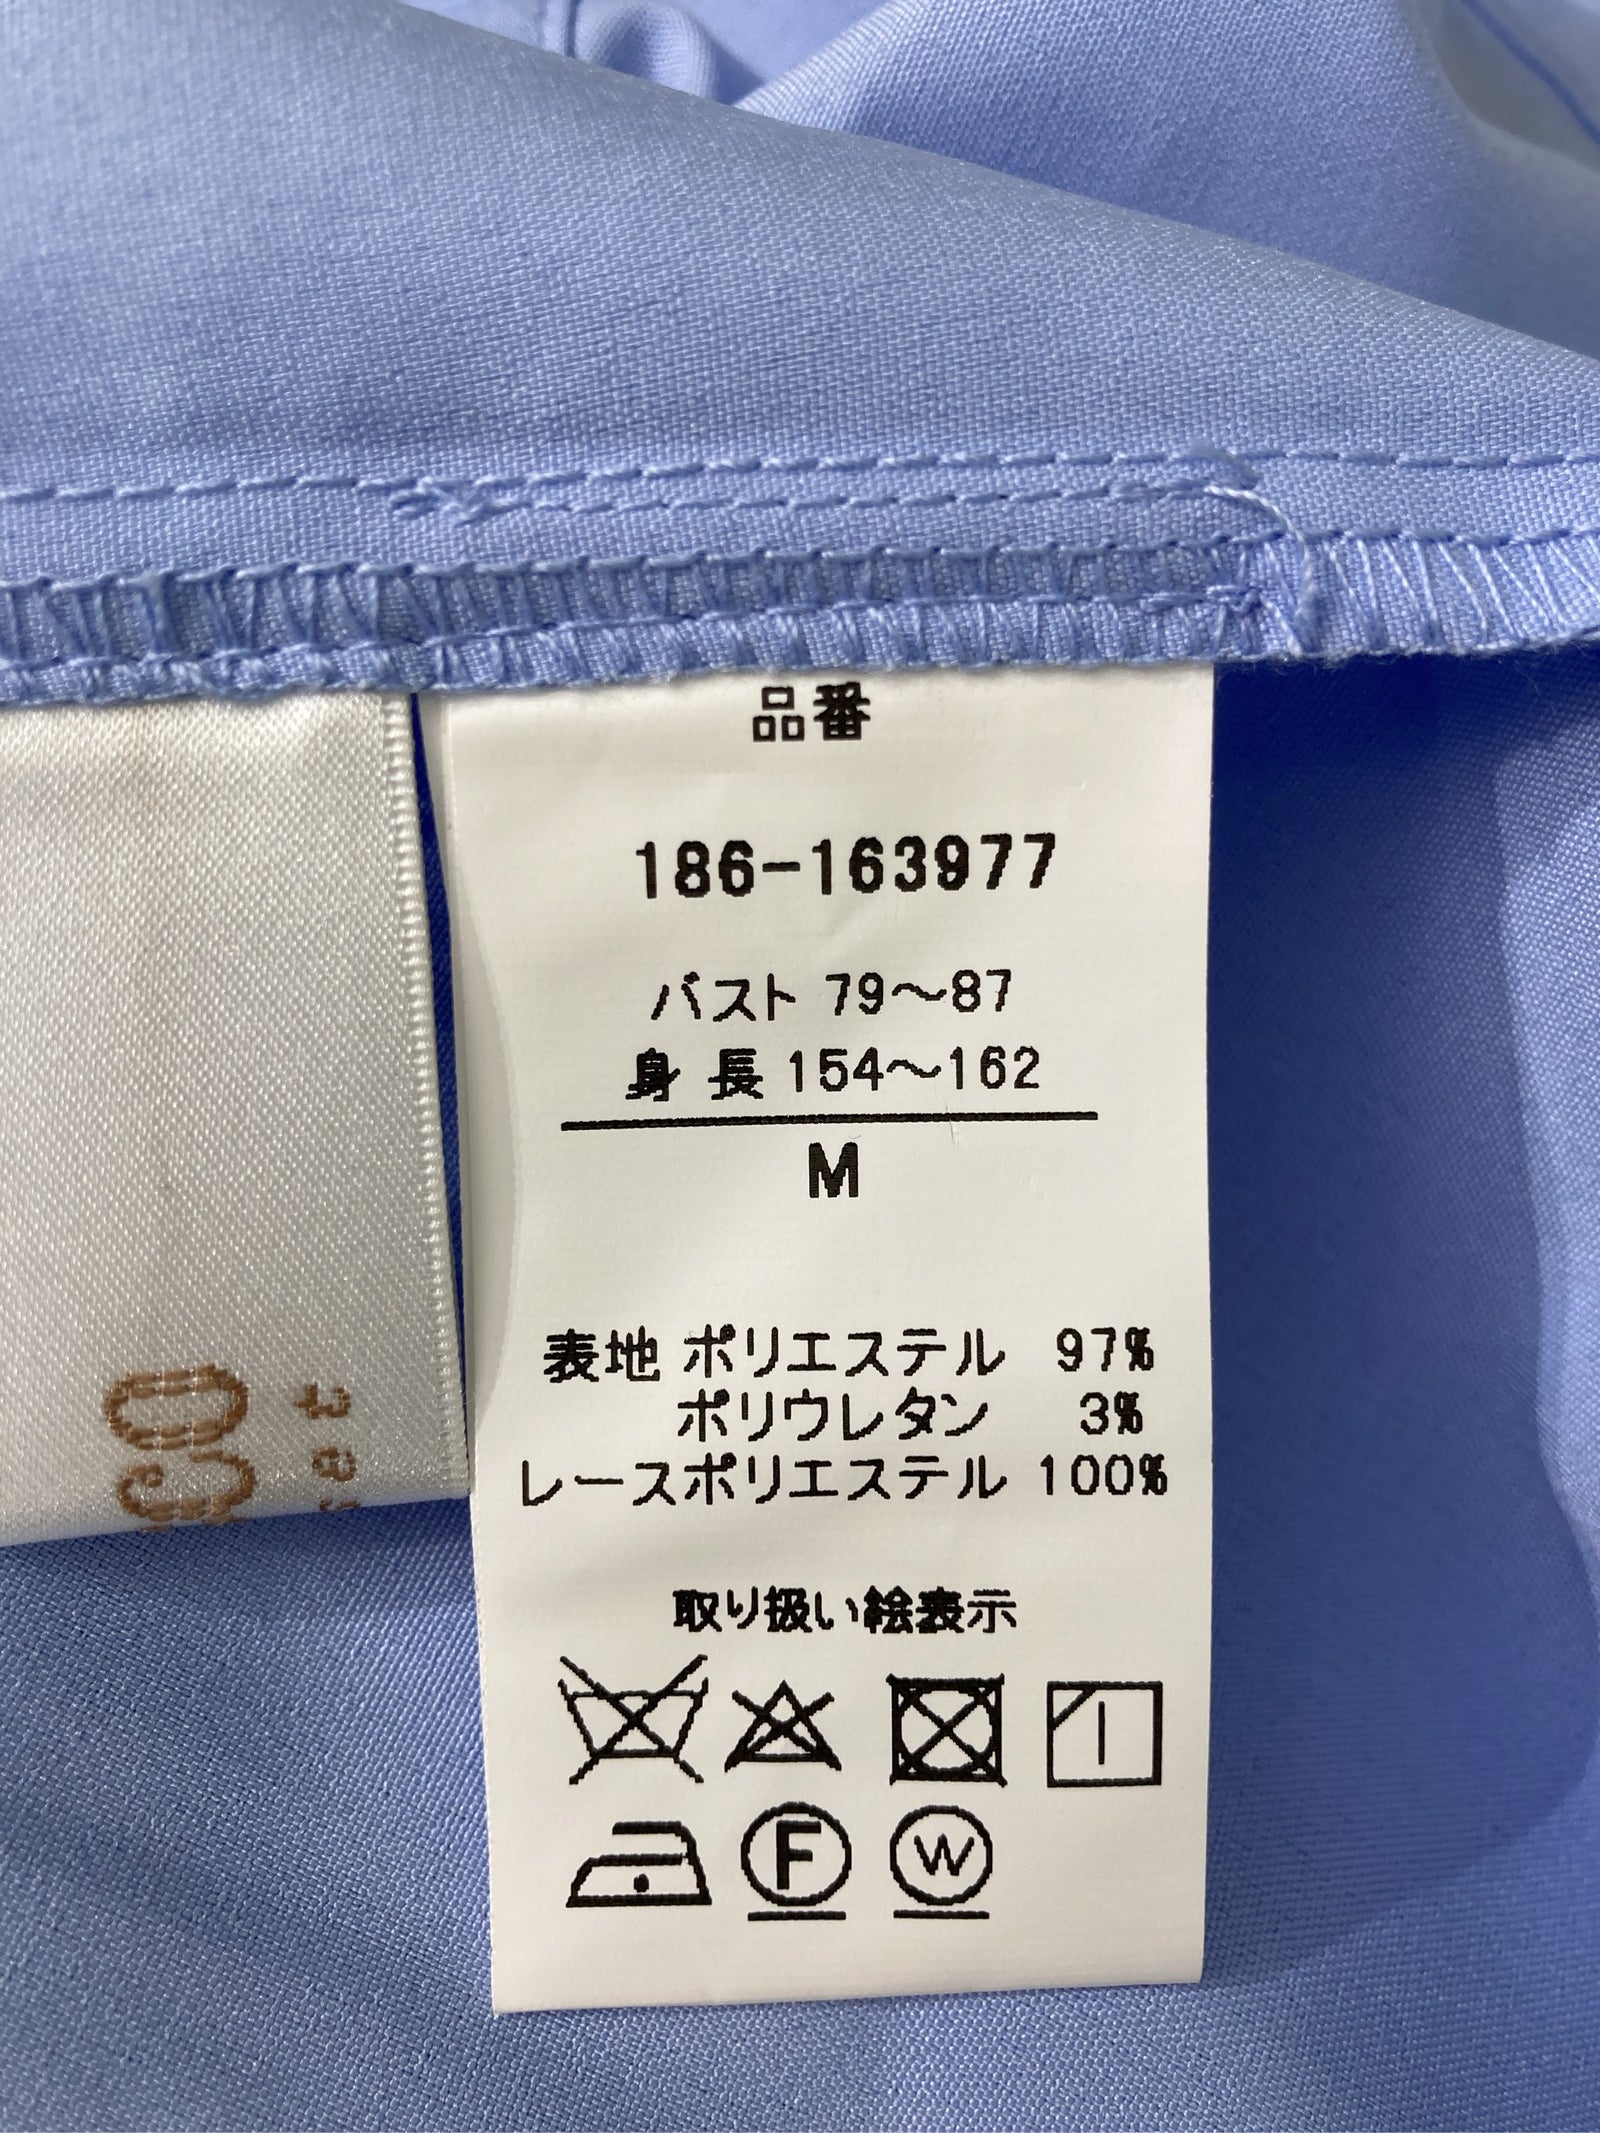 品番
186-163977
バスト 79～87
身長 154～162
M
表地 ポリエステル 97%
ポリウレタン 3%
レースポリエステル 100%
取り扱い絵表示
F W